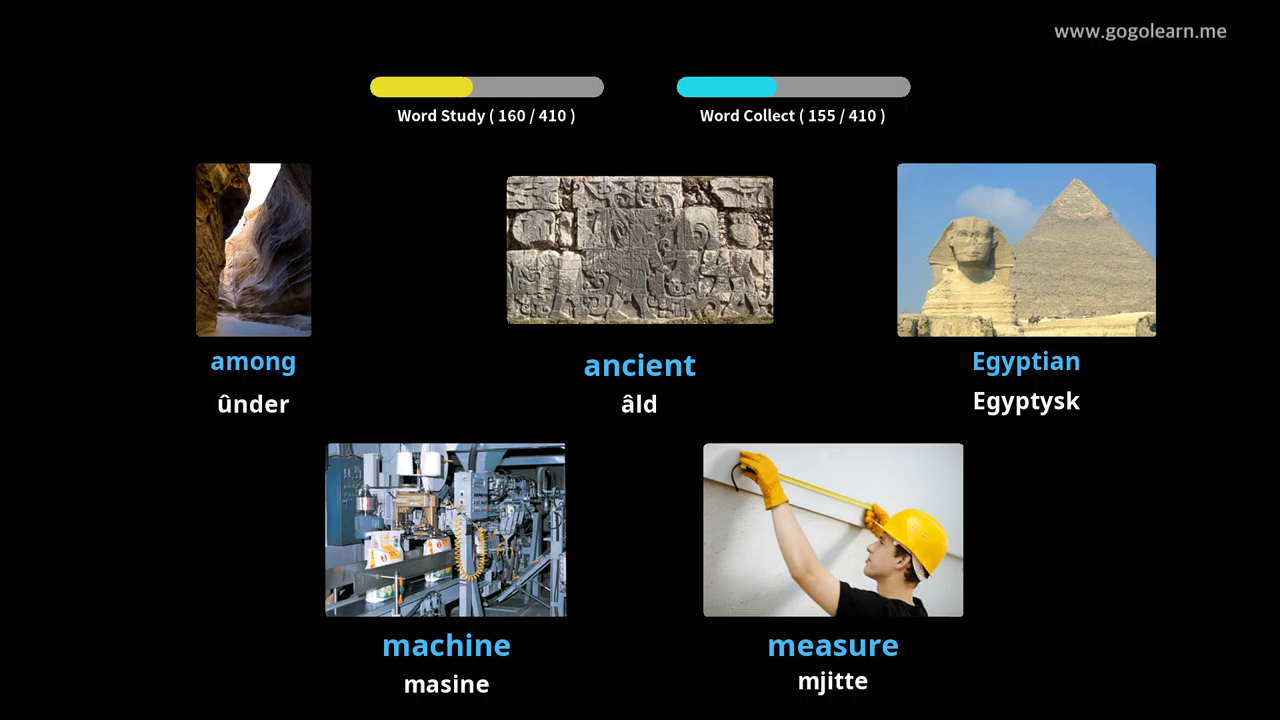 www.gogolearn.me
Word Study ( 160 / 410 )
Word Collect ( 155 / 410 )
among
ûnder
ancient
âld
Egyptian
Egyptysk
machine
masine
measure
mjitte